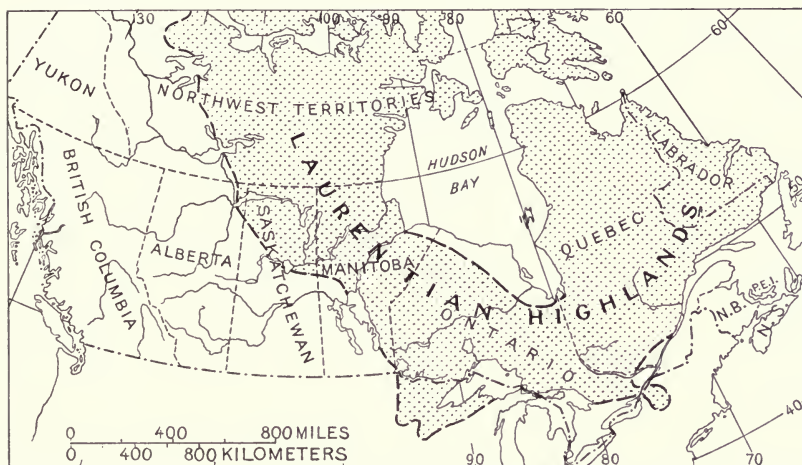 130
100
90
80
60
60
YUKON
NORTHWEST TERRITORIES
LAURENTIAN HIGHLANDS
HUDSON
BAY
LABRADOR
50
BRITISH COLUMBIA
ALBERTA
SASKATCHEWAN
MANITOBA
QUEBEC
ONTARIO
N.B.
P.E.I.
N.S.
0 400 800 MILES
0 400 800 KILOMETERS
90
80
70
40